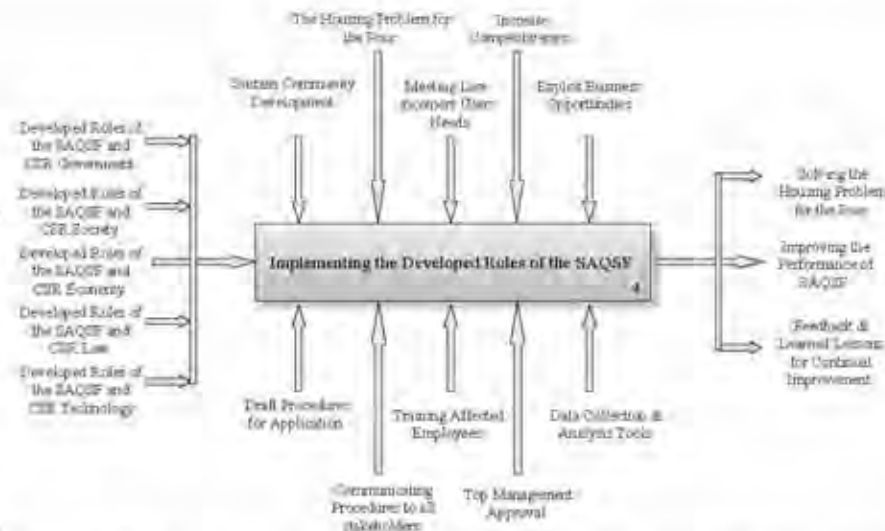 The Housing Problem for
the Poor
Increase
Competitiveness
Sustain Community
Development
Meeting Low
Incomers Users
Needs
Exploit Business
Opportunities
Developed Roles of
the SAQSF and
CSR Government
Developed Roles of
the SAQSF and
CSR Society
Developed Roles of
the SAQSF and
CSR Economy
Developed Roles of
the SAQSF and
CSR Law
Developed Roles of
the SAQSF and
CSR Technology
Implementing the Developed Roles of the SAQSF
4
Solving the
Housing Problem
for the Poor
Improving the
Performance of
SAQSF
Feedback &
Learned Lessons
for Continual
Improvement
Draft Procedures
for Application
Training Affected
Employees
Data Collection &
Analysis Tools
Communicating
Procedures to all
stakeholders
Top Management
Approval